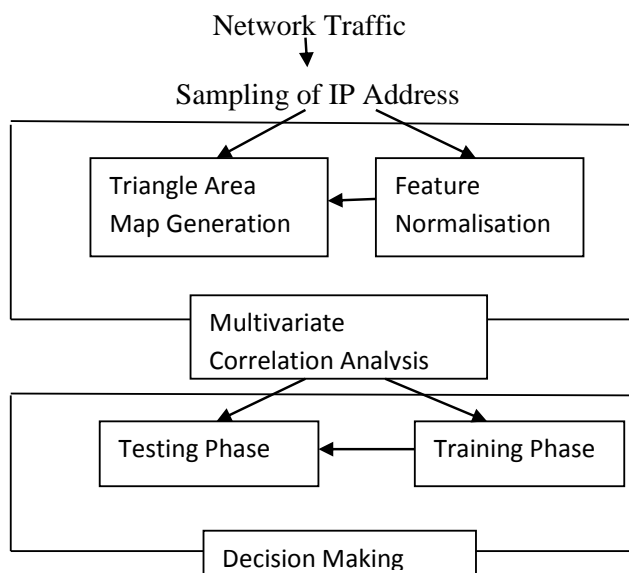 Network Traffic
Sampling of IP Address
Triangle Area
Map Generation
Feature
Normalisation
Multivariate
Correlation Analysis
Testing Phase
Training Phase
Decision Making